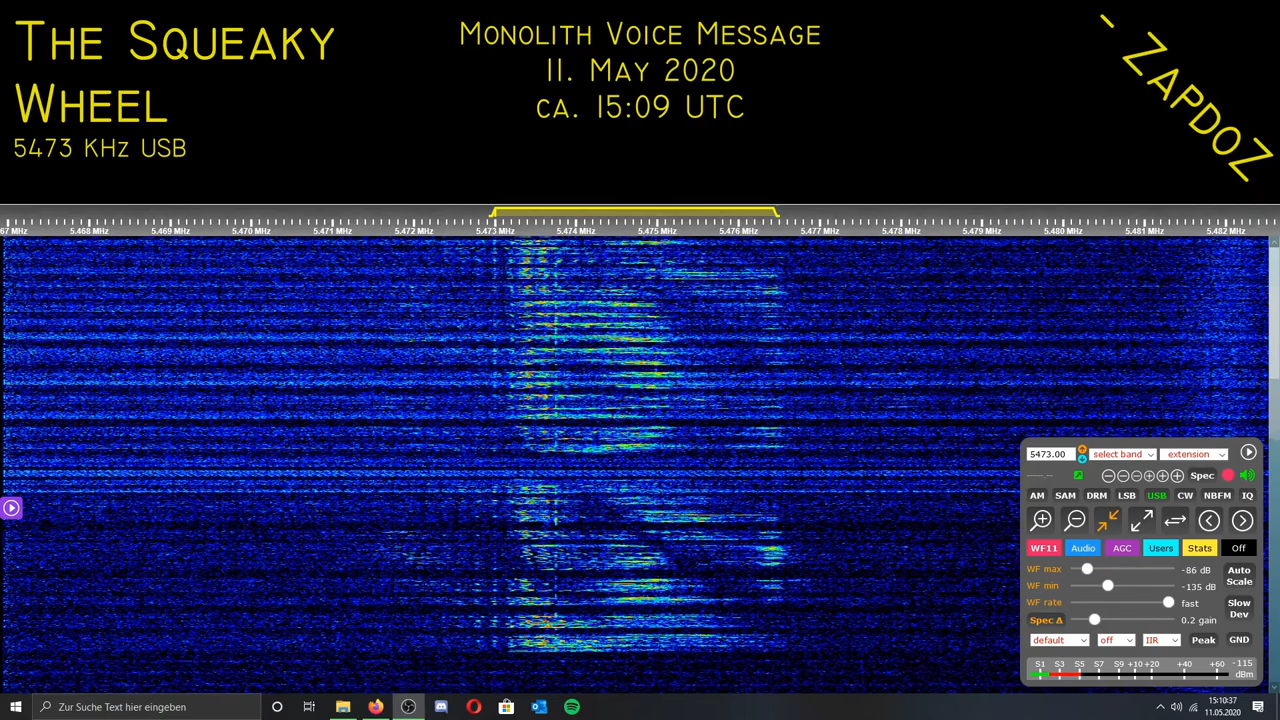 The Squeaky
Wheel
5473 KHz USB
Monolith Voice Message
11. May 2020
ca. 15:09 UTC
- ZAPDOZ
67 MHz 5.468 MHz 5.469 MHz 5.470 MHz 5.471 MHz 5.472 MHz 5.473 MHz 5.474 MHz 5.475 MHz 5.476 MHz 5.477 MHz 5.478 MHz 5.479 MHz 5.480 MHz 5.481 MHz 5.482 MHz
5473.00 select band extension
Spec
AM SAM DRM LSB USB CW NBFM IQ
WF11 Audio AGC Users Stats Off
WF max -86 dB Auto Scale
WF min -135 dB
WF rate fast Slow Dev
Spec Δ 0.2 gain
default off IIR Peak GND
S1 S3 S5 S7 S9 +10 +20 +40 +60 -115 dBm
Zur Suche Text hier eingeben
15:10:37
11.05.2020